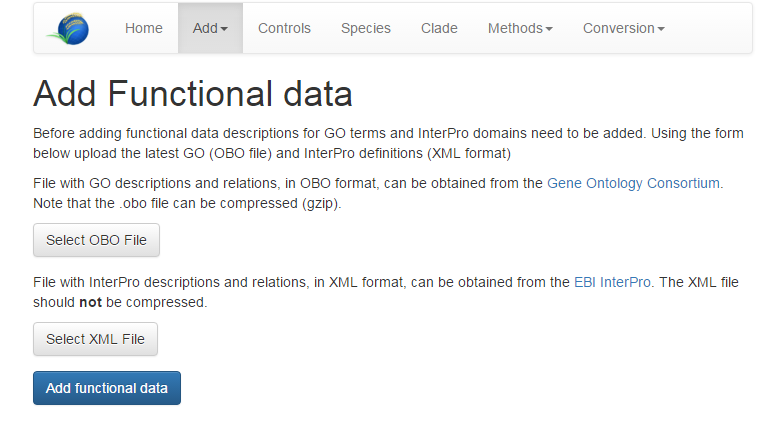 Home Add Controls Species Clade Methods Conversion
Add Functional data
Before adding functional data descriptions for GO terms and InterPro domains need to be added. Using the form
below upload the latest GO (OBO file) and InterPro definitions (XML format)
File with GO descriptions and relations, in OBO format, can be obtained from the Gene Ontology Consortium.
Note that the .obo file can be compressed (gzip).
Select OBO File
File with InterPro descriptions and relations, in XML format, can be obtained from the EBI InterPro. The XML file
should not be compressed.
Select XML File
Add functional data